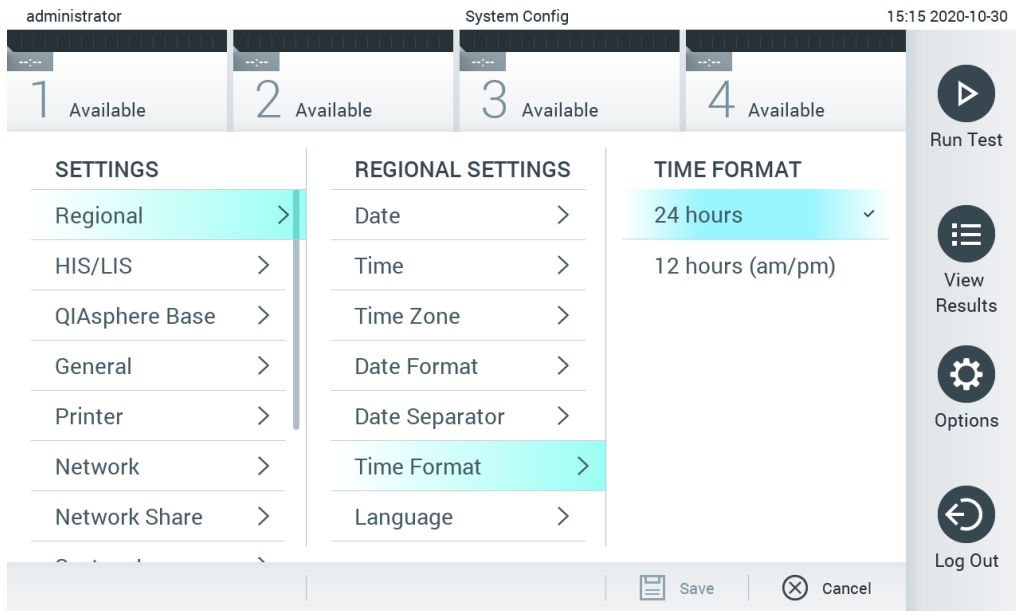 administrator
System Config
15:15 2020-10-30
--:--
1 Available
--:--
2 Available
--:--
3 Available
--:--
4 Available
SETTINGS
Regional
HIS/LIS
QIAsphere Base
General
Printer
Network
Network Share
REGIONAL SETTINGS
Date
Time
Time Zone
Date Format
Date Separator
Time Format
Language
TIME FORMAT
24 hours
12 hours (am/pm)
Run Test
View
Results
Options
Log Out
Save
Cancel